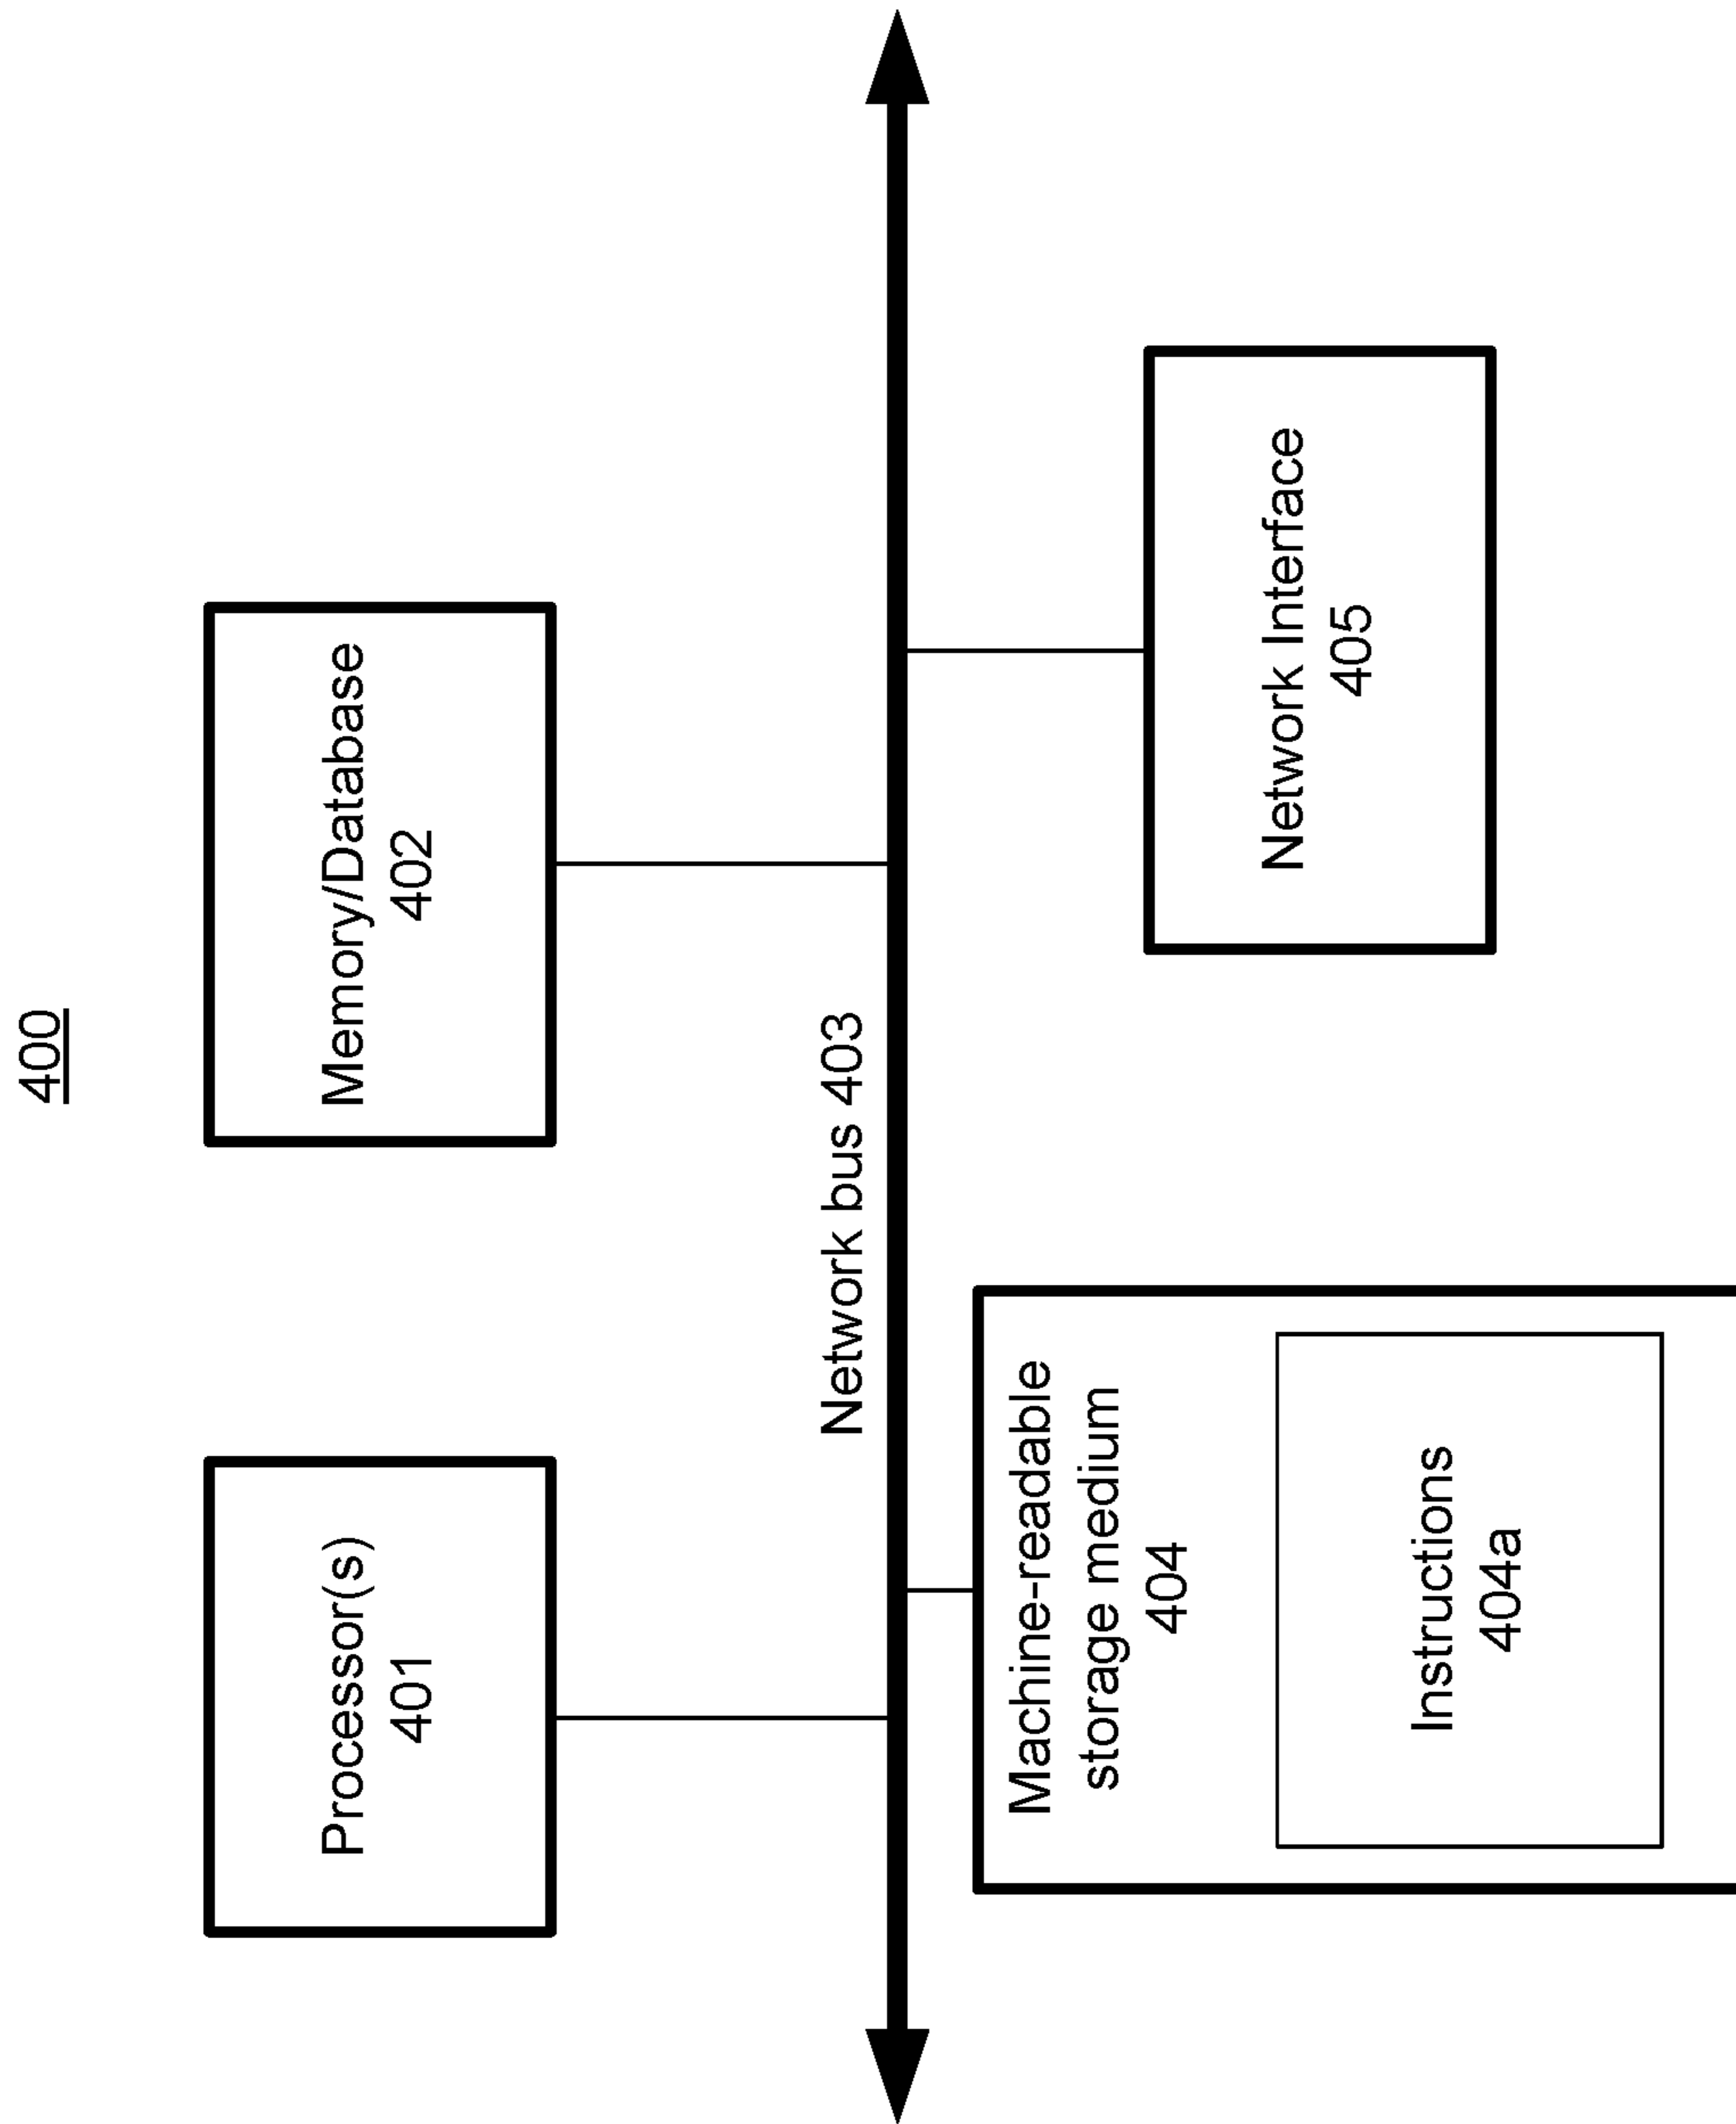 400
Processor(s)
401
Memory/Database
402
Network bus 403
Machine-readable
storage medium
404
Instructions
404a
Network Interface
405